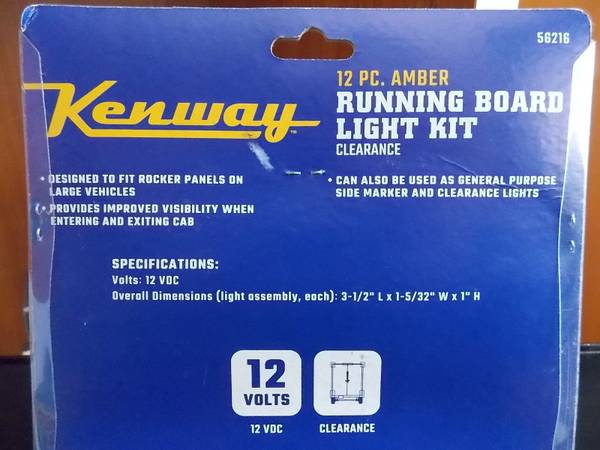 56216
Kenway™
12 PC. AMBER
RUNNING BOARD
LIGHT KIT
CLEARANCE
• DESIGNED TO FIT ROCKER PANELS ON
LARGE VEHICLES
• PROVIDES IMPROVED VISIBILITY WHEN
ENTERING AND EXITING CAB
• CAN ALSO BE USED AS GENERAL PURPOSE
SIDE MARKER AND CLEARANCE LIGHTS
SPECIFICATIONS:
Volts: 12 VDC
Overall Dimensions (light assembly, each): 3-1/2" L x 1-5/32" W x 1" H
12
VOLTS
12 VDC
CLEARANCE